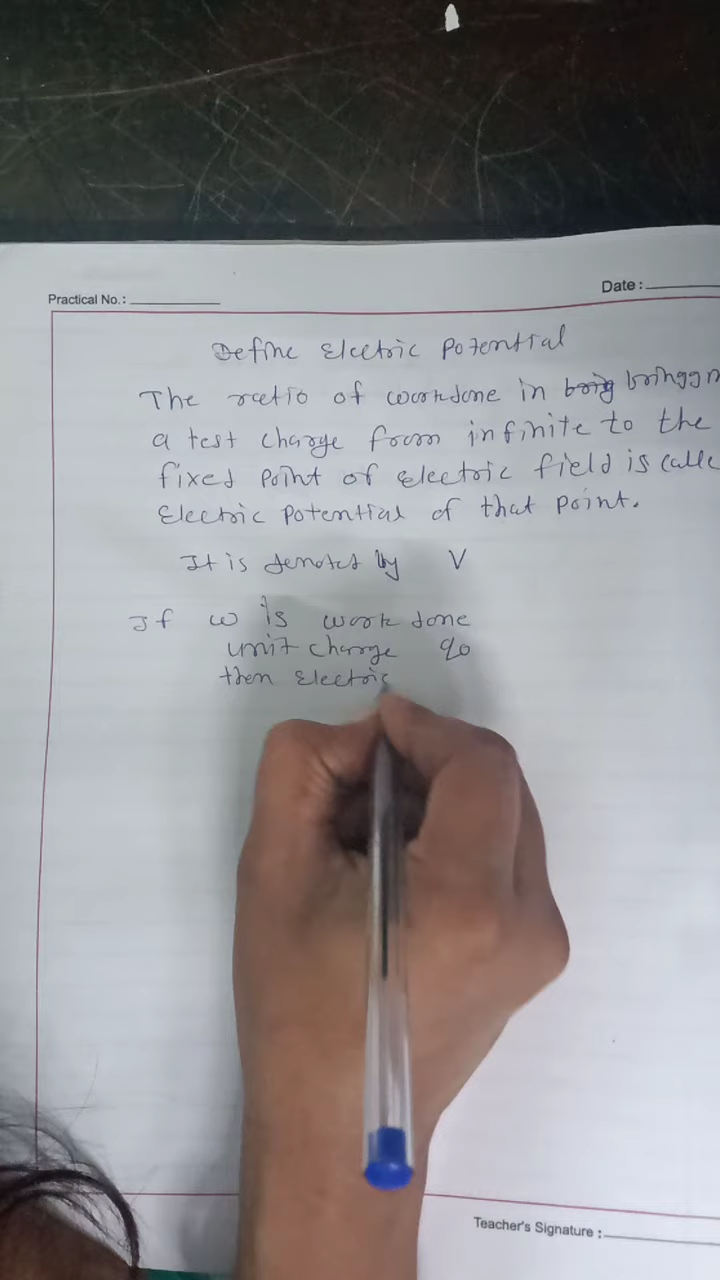 Practical No.:
Date :
Define Electric Potential
The ratio of workdone in bringgn
a test charge from infinite to the
fixed point of electric field is calle
Electric Potential of that point.
It is denoted by V
If w is work done
unit charge q0
then Electric
Teacher's Signature :